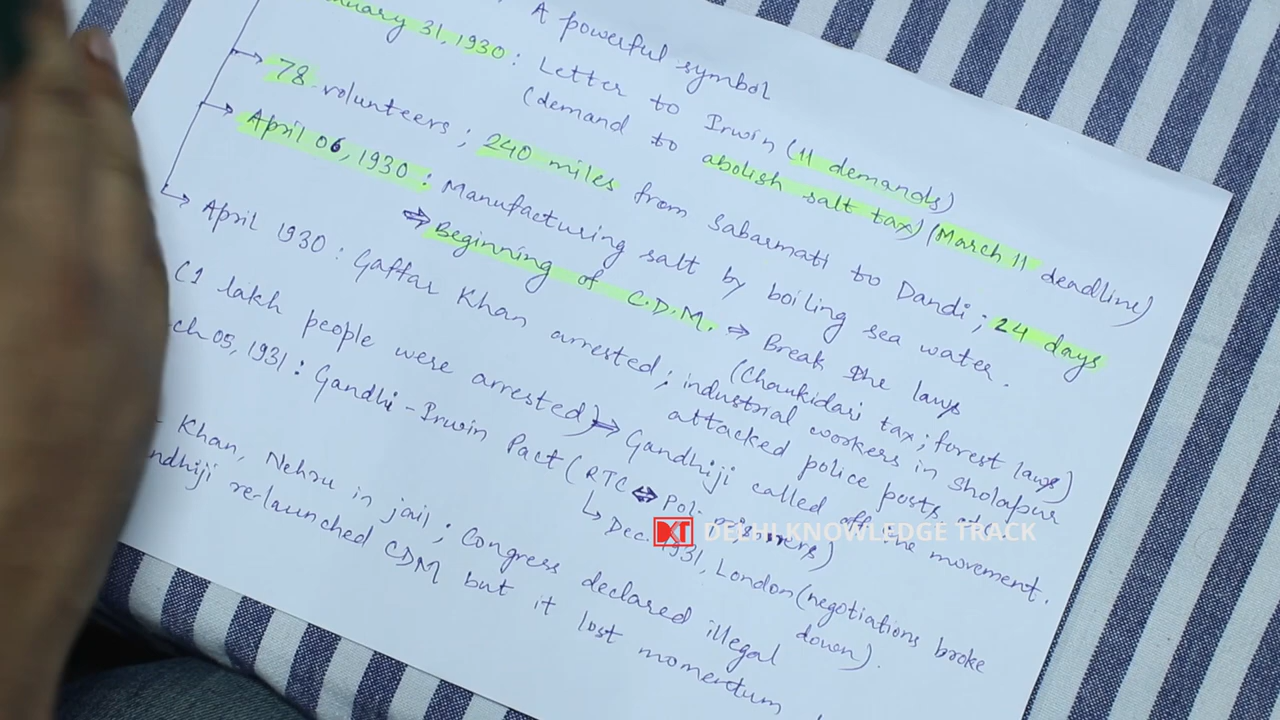 A powerful symbol
January 31, 1930 : Letter to Irwin (11 demands)
(demand to abolish salt tax) (March 11 deadline)
78 volunteers ; 240 miles from Sabarmati to Dandi ; 24 days
April 06, 1930 : Manufacturing salt by boiling sea water.
⇒ Beginning of C.D.M. ⇒ Break the laws
(Chaukidari tax ; forest laws)
April 1930 : Gaffar Khan arrested ; industrial workers in Sholapur
attacked police posts etc.
(1 lakh people were arrested) ⇒ Gandhiji called off the movement.
ch 05, 1931 : Gandhi-Irwin Pact (RTC ⇔ Pol. prisoners)
↳ Dec. 1931, London (negotiations broke
down).
Khan, Nehru in jail ; Congress declared illegal
ndhiji re-launched CDM but it lost momentum
DKT DELHI KNOWLEDGE TRACK